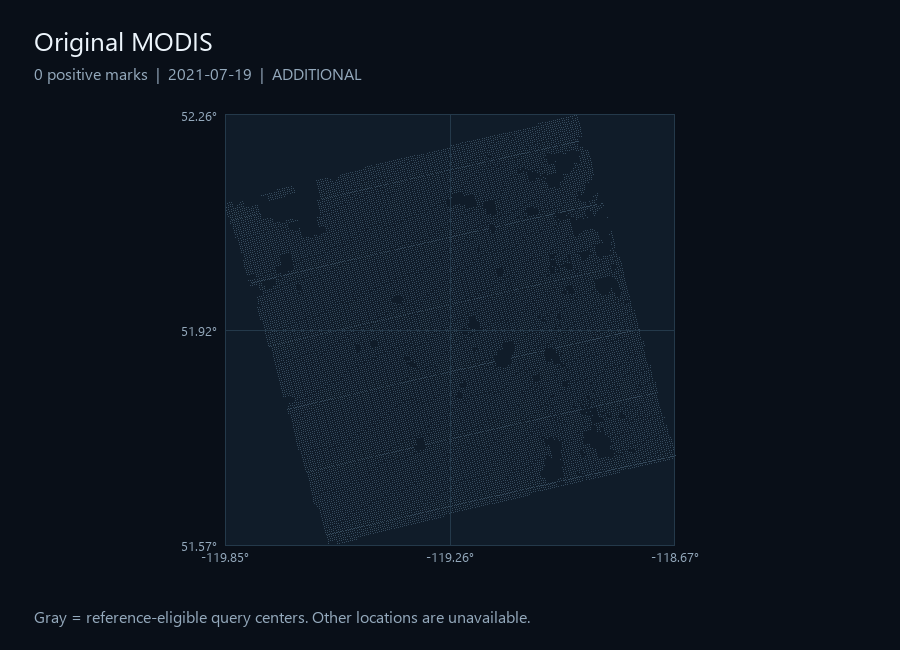 Original MODIS
0 positive marks | 2021-07-19 | ADDITIONAL
52.26°
51.92°
51.57°
-119.85°
-119.26°
-118.67°
Gray = reference-eligible query centers. Other locations are unavailable.